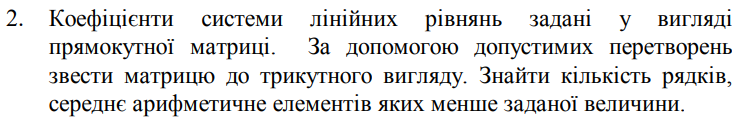 2. Коефіцієнти системи лінійних рівнянь задані у вигляді
прямокутної матриці. За допомогою допустимих перетворень
звести матрицю до трикутного вигляду. Знайти кількість рядків,
середнє арифметичне елементів яких менше заданої величини.